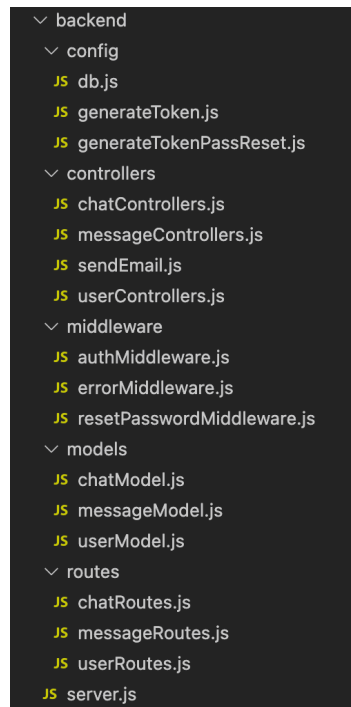 backend
config
JS db.js
JS generateToken.js
JS generateTokenPassReset.js
controllers
JS chatControllers.js
JS messageControllers.js
JS sendEmail.js
JS userControllers.js
middleware
JS authMiddleware.js
JS errorMiddleware.js
JS resetPasswordMiddleware.js
models
JS chatModel.js
JS messageModel.js
JS userModel.js
routes
JS chatRoutes.js
JS messageRoutes.js
JS userRoutes.js
JS server.js